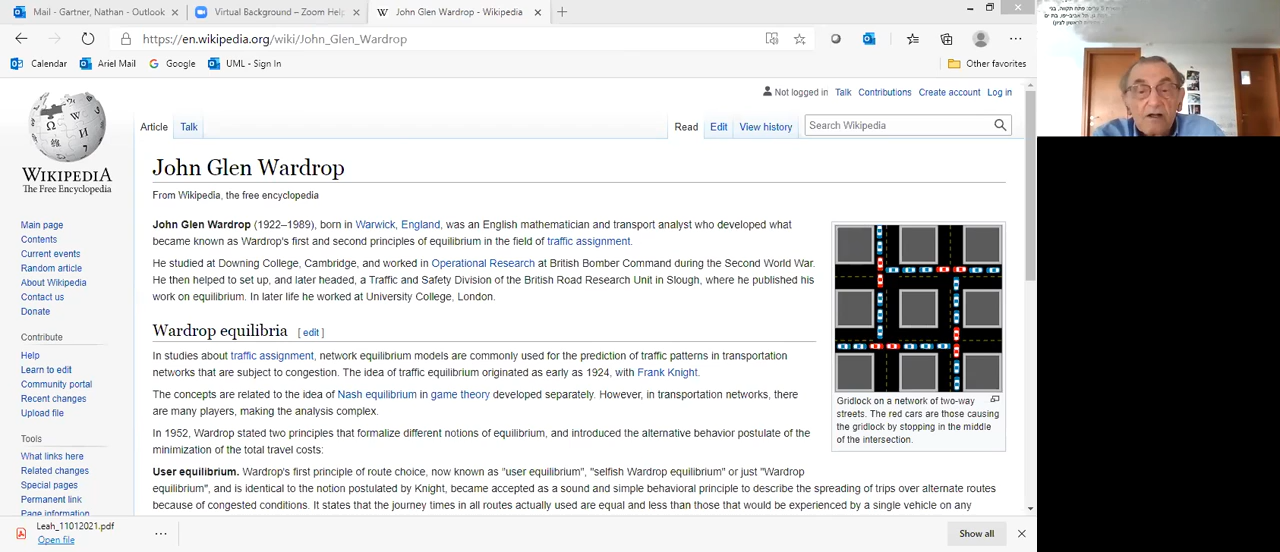 Mail - Gartner, Nathan - Outlook
Virtual Background – Zoom Help
John Glen Wardrop - Wikipedia
https://en.wikipedia.org/wiki/John_Glen_Wardrop
Calendar
Ariel Mail
Google
UML - Sign In
Other favorites
Not logged in Talk Contributions Create account Log in
Article Talk
Read Edit View history
Search Wikipedia
WIKIPEDIA
The Free Encyclopedia
Main page
Contents
Current events
Random article
About Wikipedia
Contact us
Donate
Contribute
Help
Learn to edit
Community portal
Recent changes
Upload file
Tools
What links here
Related changes
Special pages
Permanent link
Page information
John Glen Wardrop
From Wikipedia, the free encyclopedia
John Glen Wardrop (1922–1989), born in Warwick, England, was an English mathematician and transport analyst who developed what
became known as Wardrop's first and second principles of equilibrium in the field of traffic assignment.
He studied at Downing College, Cambridge, and worked in Operational Research at British Bomber Command during the Second World War.
He then helped to set up, and later headed, a Traffic and Safety Division of the British Road Research Unit in Slough, where he published his
work on equilibrium. In later life he worked at University College, London.
Wardrop equilibria [ edit ]
In studies about traffic assignment, network equilibrium models are commonly used for the prediction of traffic patterns in transportation
networks that are subject to congestion. The idea of traffic equilibrium originated as early as 1924, with Frank Knight.
The concepts are related to the idea of Nash equilibrium in game theory developed separately. However, in transportation networks, there
are many players, making the analysis complex.
In 1952, Wardrop stated two principles that formalize different notions of equilibrium, and introduced the alternative behavior postulate of the
minimization of the total travel costs:
User equilibrium. Wardrop's first principle of route choice, now known as "user equilibrium", "selfish Wardrop equilibrium" or just "Wardrop
equilibrium", and is identical to the notion postulated by Knight, became accepted as a sound and simple behavioral principle to describe the spreading of trips over alternate routes
because of congested conditions. It states that the journey times in all routes actually used are equal and less than those that would be experienced by a single vehicle on any
Gridlock on a network of two-way
streets. The red cars are those causing
the gridlock by stopping in the middle
of the intersection.
Leah_11012021.pdf
Open file
Show all